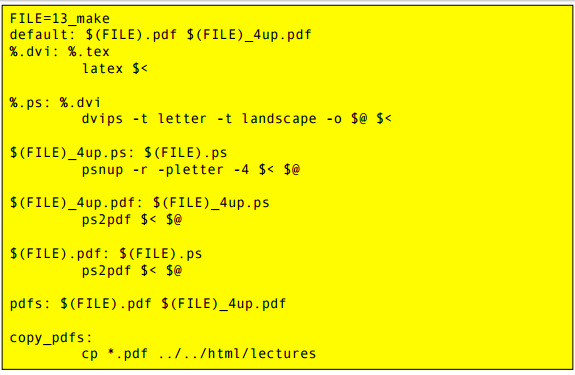 FILE=13_make
default: $(FILE).pdf $(FILE)_4up.pdf
%.dvi: %.tex
        latex $<

%.ps: %.dvi
        dvips -t letter -t landscape -o $@ $<

$(FILE)_4up.ps: $(FILE).ps
        psnup -r -pletter -4 $< $@

$(FILE)_4up.pdf: $(FILE)_4up.ps
        ps2pdf $< $@

$(FILE).pdf: $(FILE).ps
        ps2pdf $< $@

pdfs: $(FILE).pdf $(FILE)_4up.pdf

copy_pdfs:
        cp *.pdf ../../html/lectures